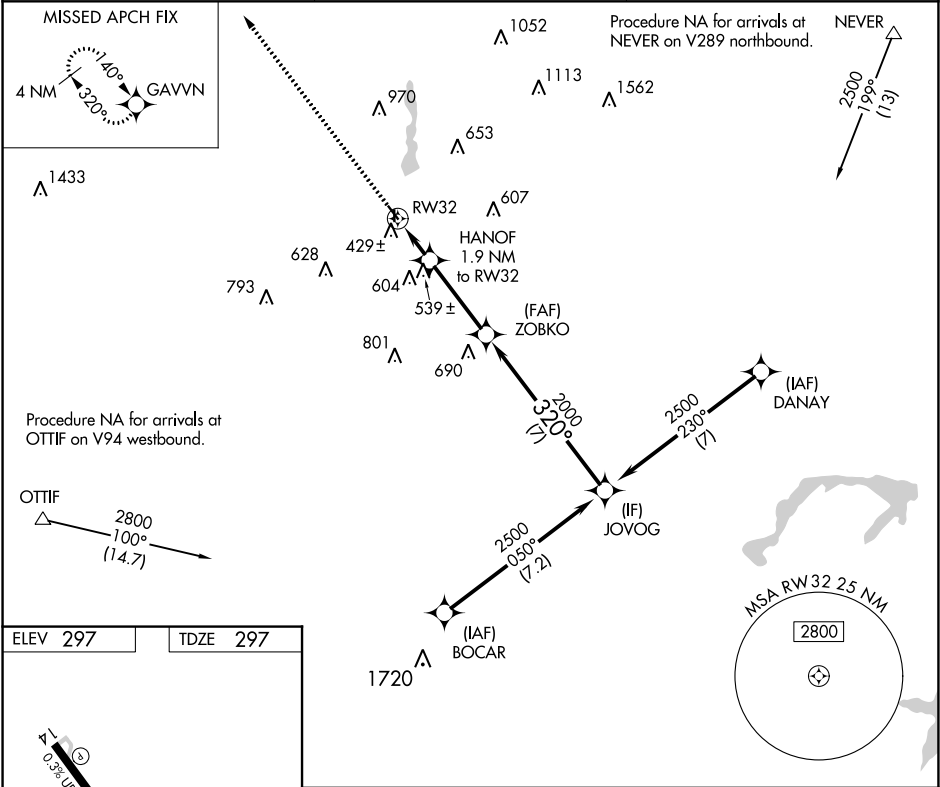 MISSED APCH FIX
4 NM
140°
320°
GAVVN
1052
1113
1562
970
653
Procedure NA for arrivals at
NEVER on V289 northbound.
NEVER
2500
199°
(13)
1433
607
RW32
429±
HANOF
1.9 NM
to RW32
628
604
539±
793
(FAF)
ZOBKO
801
690
2000
320°
(7)
(IAF)
DANAY
2500
230°
(7)
Procedure NA for arrivals at
OTTIF on V94 westbound.
OTTIF
2800
100°
(14.7)
(IF)
JOVOG
2500
050°
(7.2)
(IAF)
BOCAR
1720
MSA RW32 25 NM
2800
ELEV 297
TDZE 297
14
P
0.3% UP